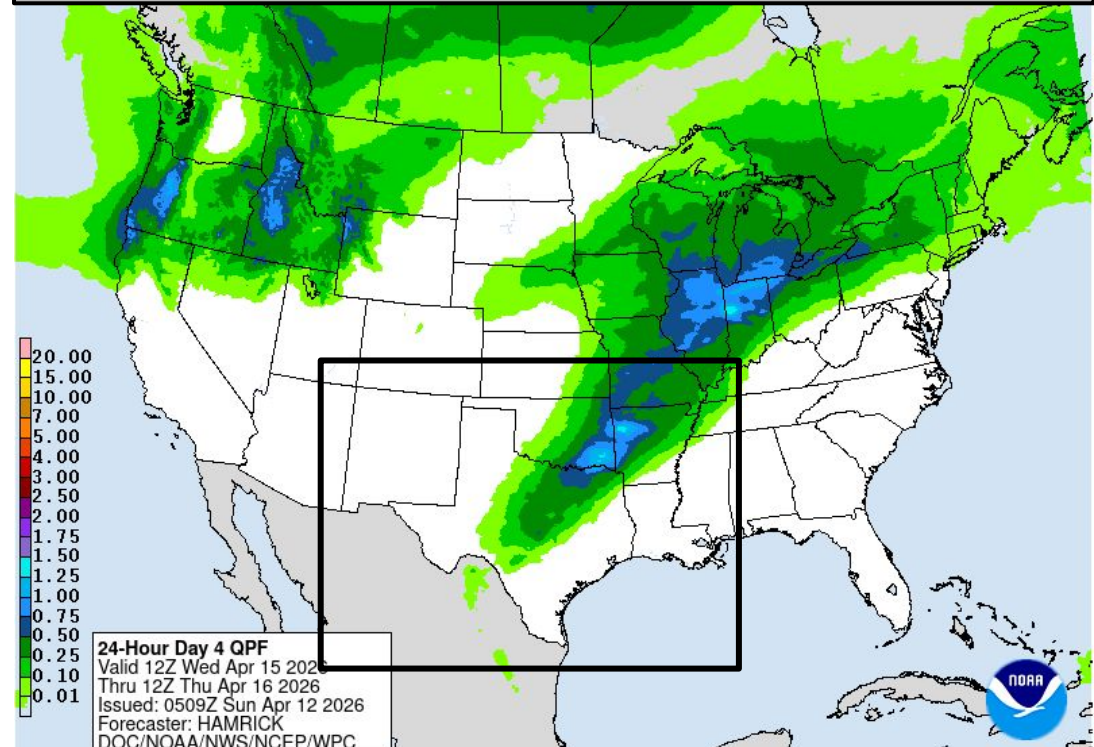 20.00
15.00
10.00
7.00
5.00
4.00
3.00
2.50
2.00
1.75
1.50
1.25
1.00
0.75
0.50
0.25
0.10
0.01
24-Hour Day 4 QPF
Valid 12Z Wed Apr 15 2026
Thru 12Z Thu Apr 16 2026
Issued: 0509Z Sun Apr 12 2026
Forecaster: HAMRICK
DOC/NOAA/NWS/NCEP/WPC
NOAA